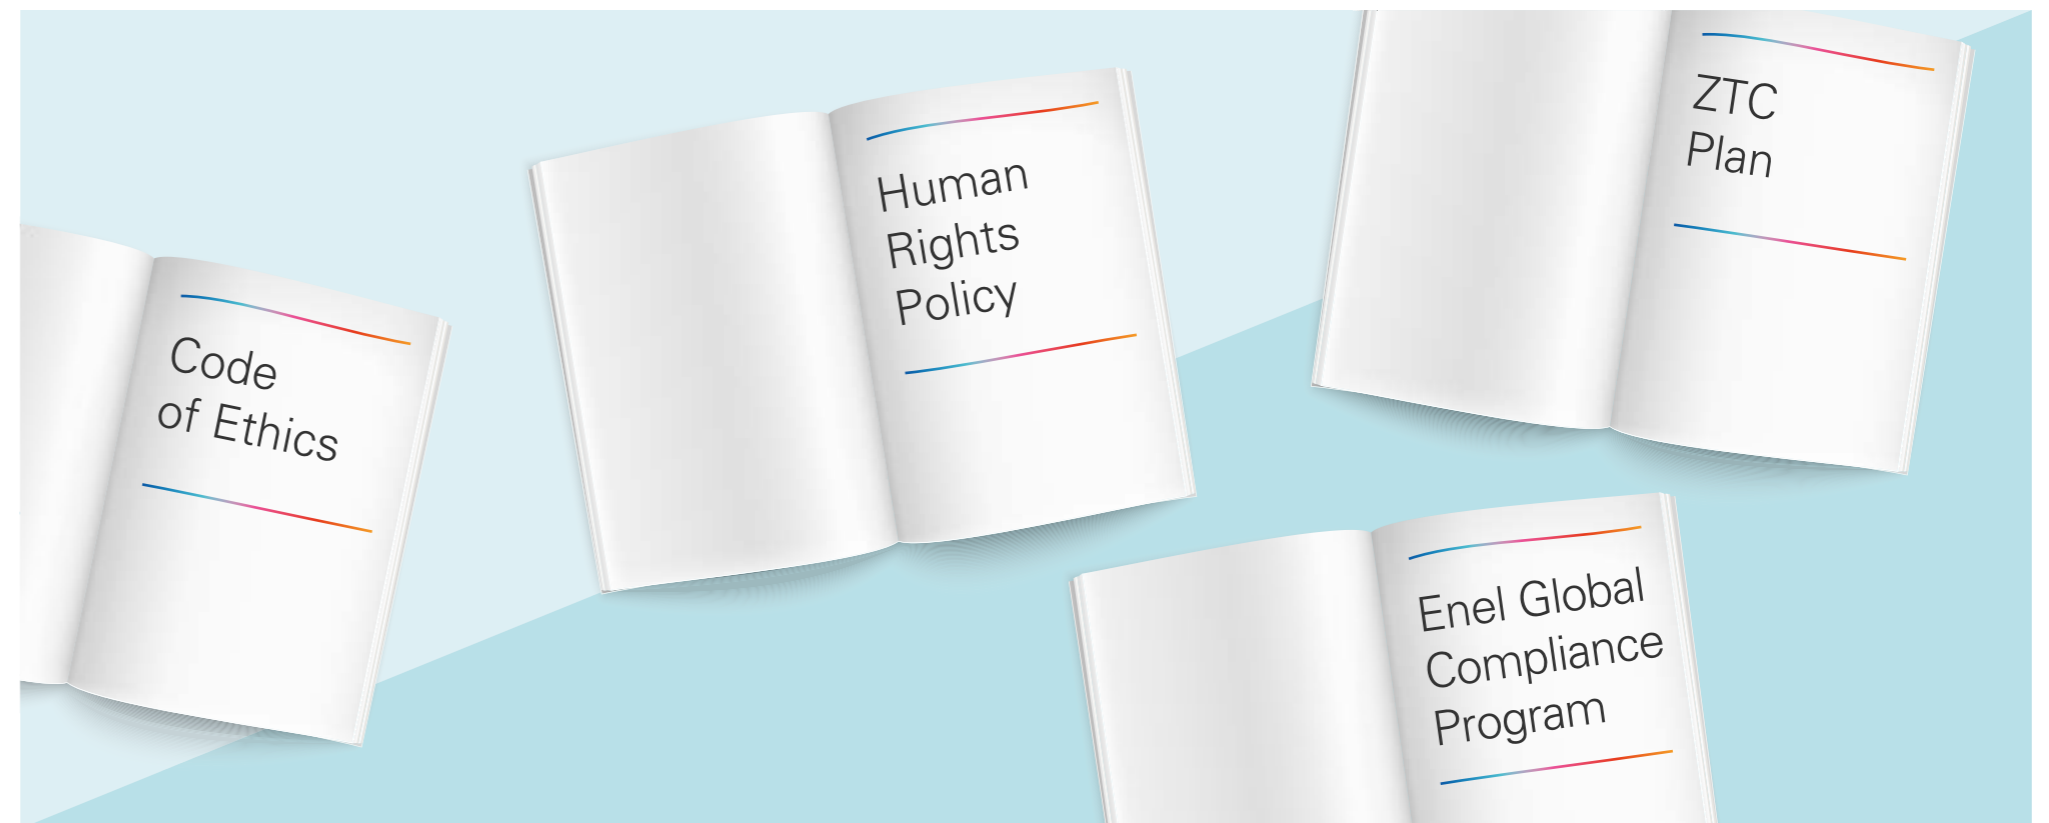 Code
of Ethics
Human
Rights
Policy
ZTC
Plan
Enel Global
Compliance
Program